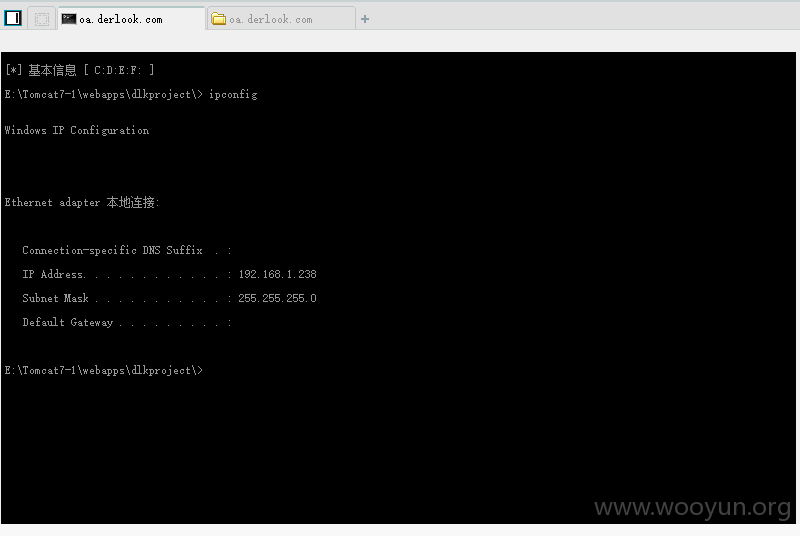 oa.derlook.com oa.derlook.com
[*] 基本信息 [ C:D:E:F: ]
E:\Tomcat7-1\webapps\dlkproject\> ipconfig
Windows IP Configuration
Ethernet adapter 本地连接:
Connection-specific DNS Suffix . :
IP Address. . . . . . . . . . . . : 192.168.1.238
Subnet Mask . . . . . . . . . . . : 255.255.255.0
Default Gateway . . . . . . . . . :
E:\Tomcat7-1\webapps\dlkproject\>
www.wooyun.org